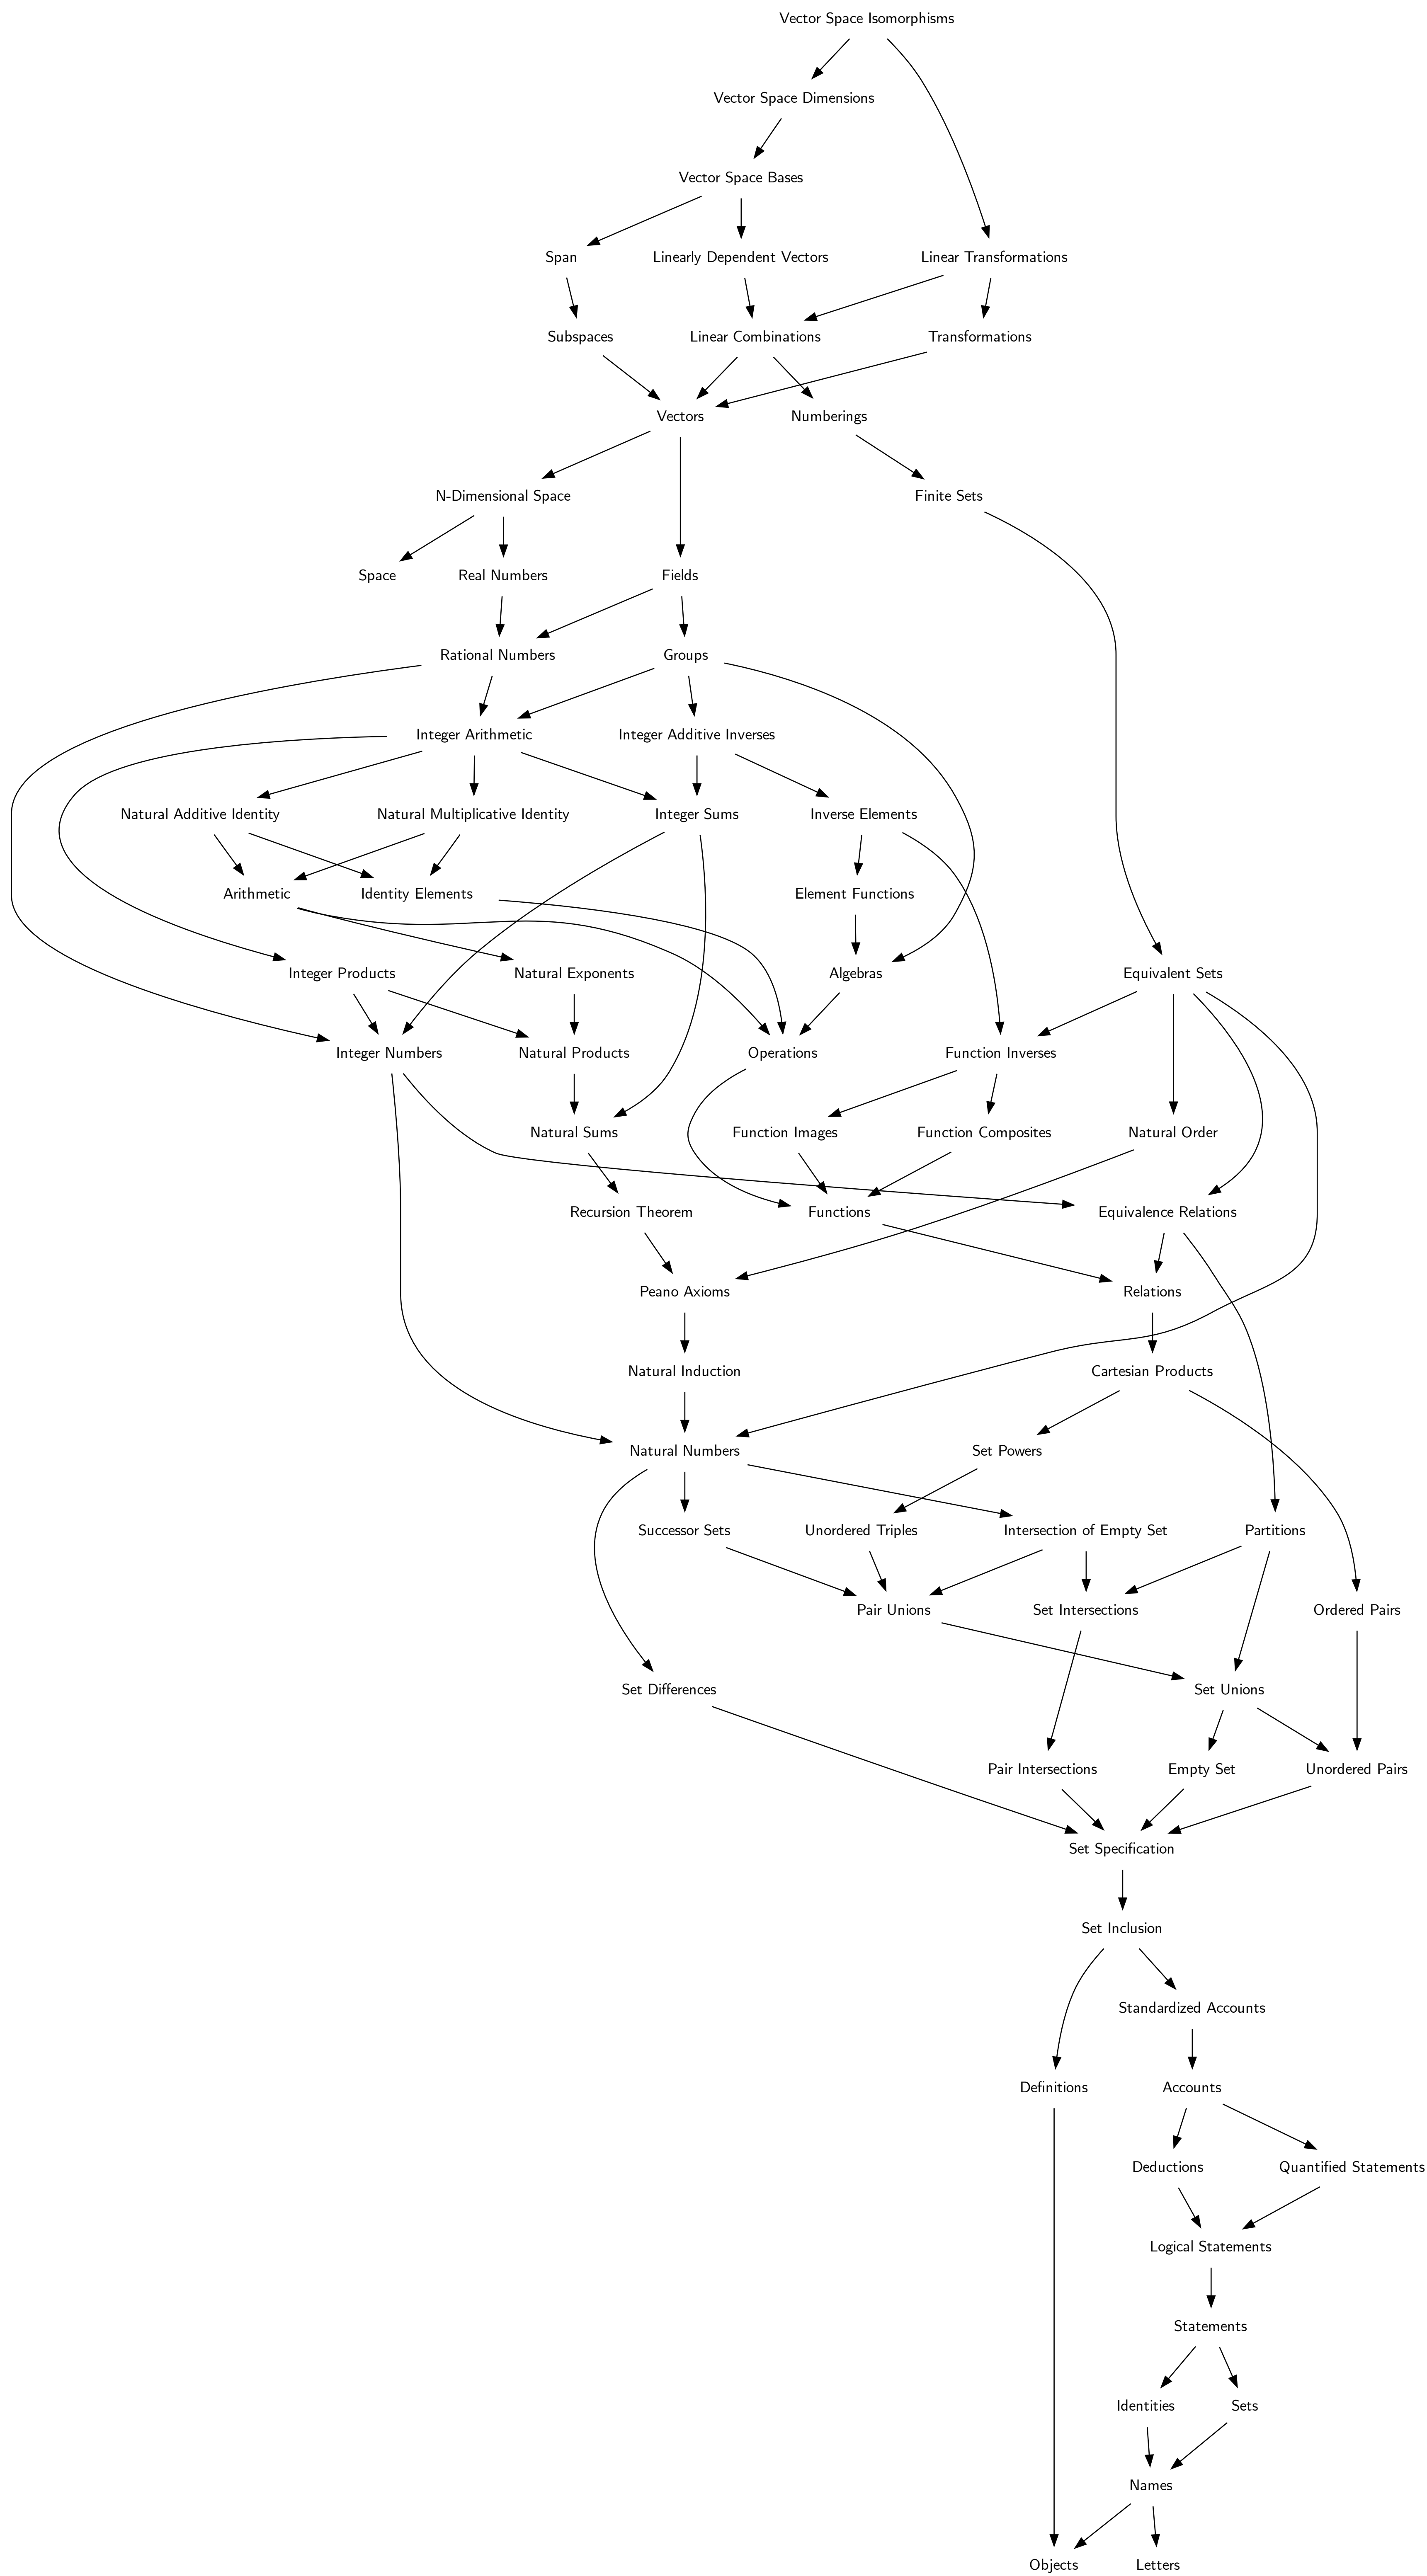 Vector Space Isomorphisms
Vector Space Dimensions
Vector Space Bases
Span
Linearly Dependent Vectors
Linear Transformations
Subspaces
Linear Combinations
Transformations
Vectors
Numberings
N-Dimensional Space
Finite Sets
Space
Real Numbers
Fields
Rational Numbers
Groups
Integer Arithmetic
Integer Additive Inverses
Natural Additive Identity
Natural Multiplicative Identity
Integer Sums
Inverse Elements
Arithmetic
Identity Elements
Element Functions
Integer Products
Natural Exponents
Algebras
Equivalent Sets
Integer Numbers
Natural Products
Operations
Function Inverses
Natural Sums
Function Images
Function Composites
Natural Order
Recursion Theorem
Functions
Equivalence Relations
Peano Axioms
Relations
Natural Induction
Cartesian Products
Natural Numbers
Set Powers
Successor Sets
Unordered Triples
Intersection of Empty Set
Partitions
Pair Unions
Set Intersections
Ordered Pairs
Set Differences
Set Unions
Pair Intersections
Empty Set
Unordered Pairs
Set Specification
Set Inclusion
Standardized Accounts
Definitions
Accounts
Deductions
Quantified Statements
Logical Statements
Statements
Identities
Sets
Names
Objects
Letters